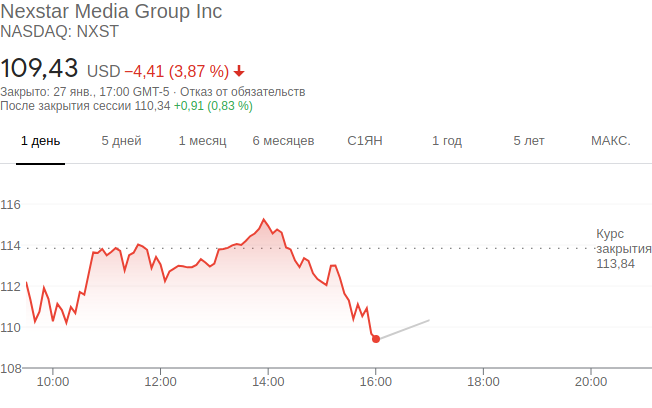 Nexstar Media Group Inc
NASDAQ: NXST
109,43 USD −4,41 (3,87 %)
Закрыто: 27 янв., 17:00 GMT-5 · Отказ от обязательств
После закрытия сессии 110,34 +0,91 (0,83 %)
1 день 5 дней 1 месяц 6 месяцев С1ЯН 1 год 5 лет МАКС.
116
Курс
114 закрытия
113,84
112
110
108
10:00 12:00 14:00 16:00 18:00 20:00